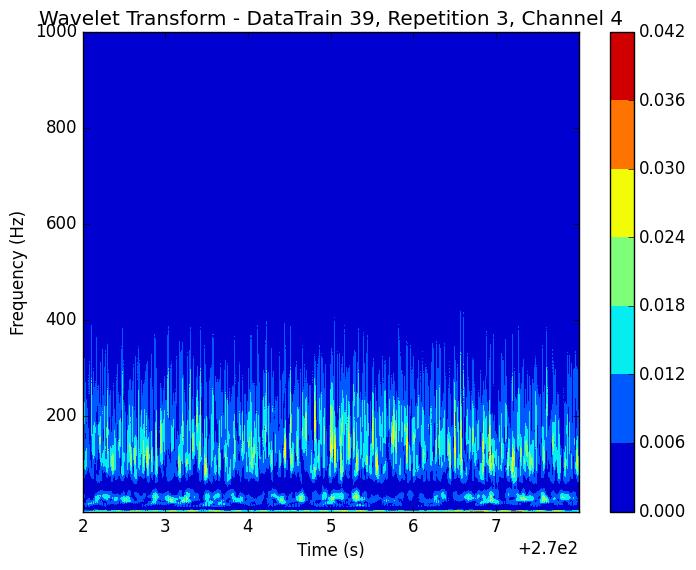 Wavelet Transform - DataTrain 39, Repetition 3, Channel 4
1000
800
600
400
200
Frequency (Hz)
2 3 4 5 6 7
Time (s)
+2.7e2
0.042
0.036
0.030
0.024
0.018
0.012
0.006
0.000